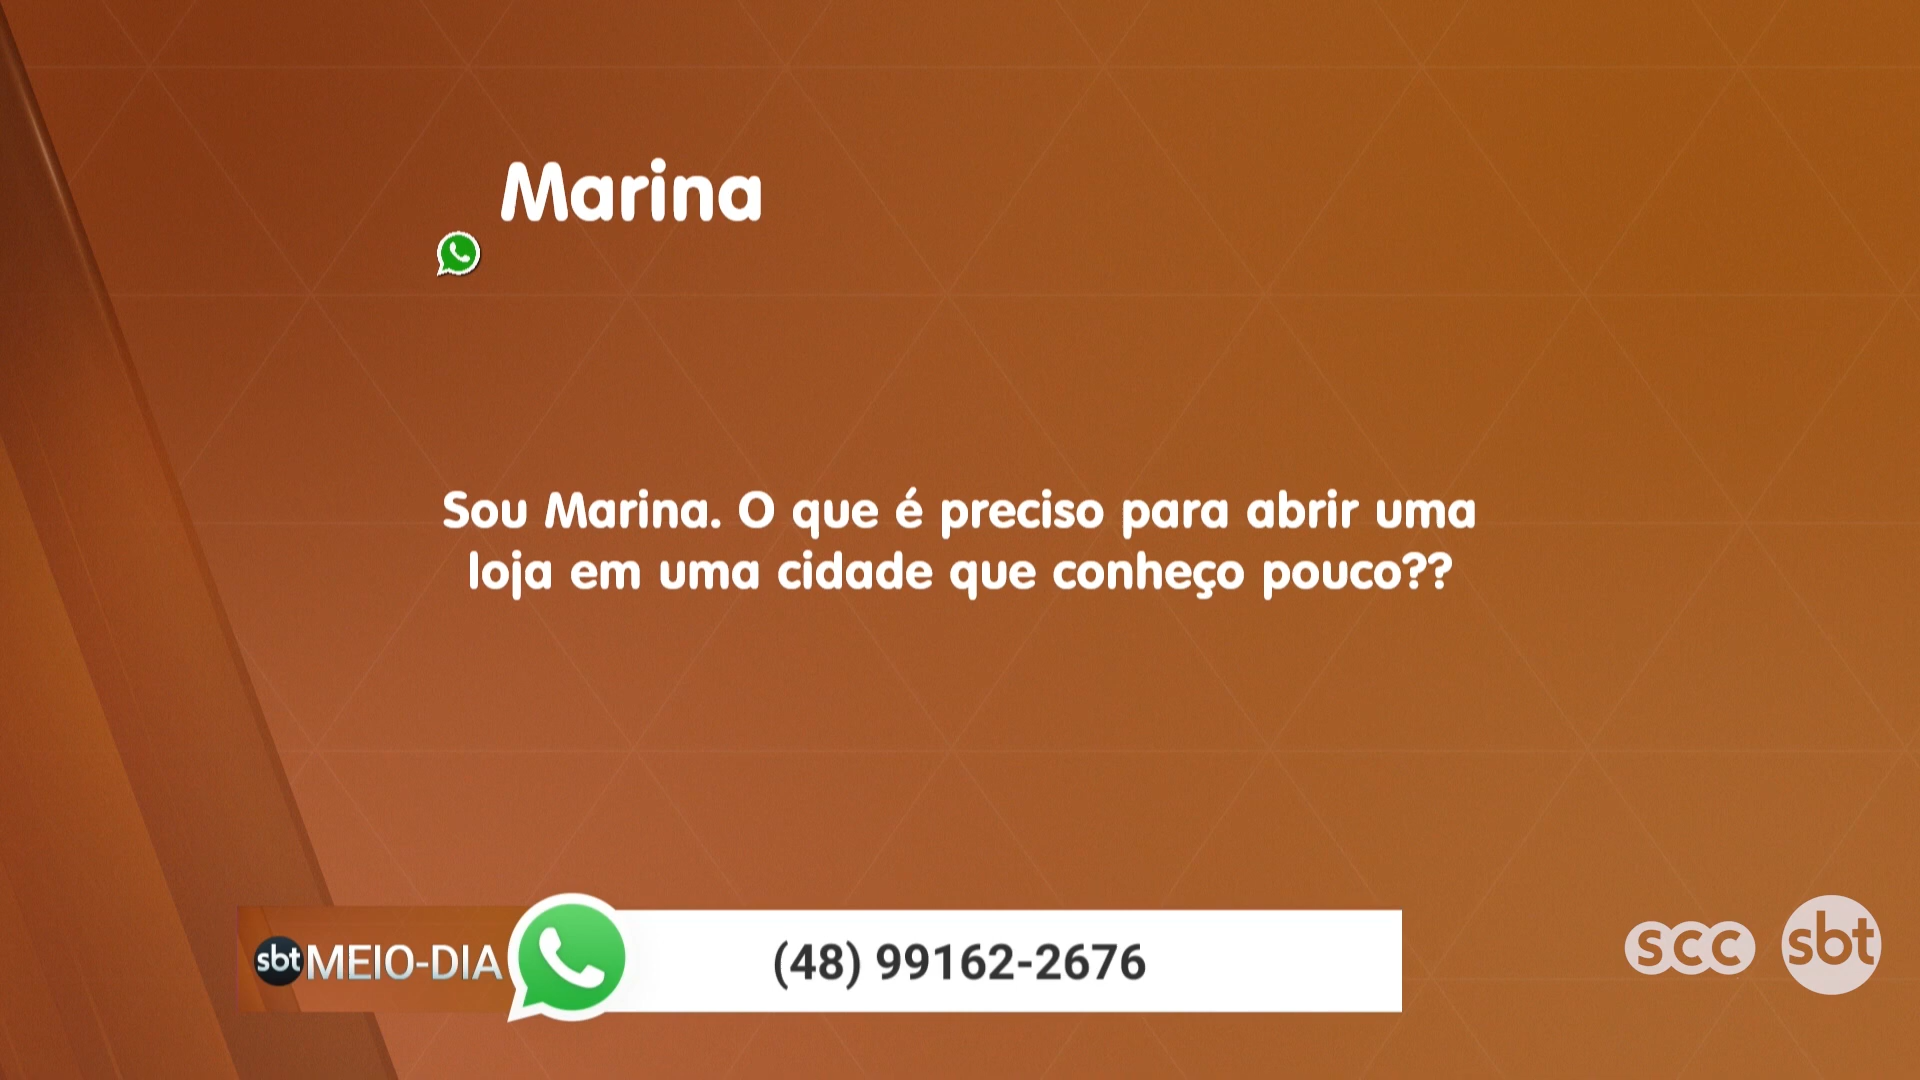 Marina
Sou Marina. O que é preciso para abrir uma
loja em uma cidade que conheço pouco??
sbt MEIO-DIA
(48) 99162-2676
scc sbt